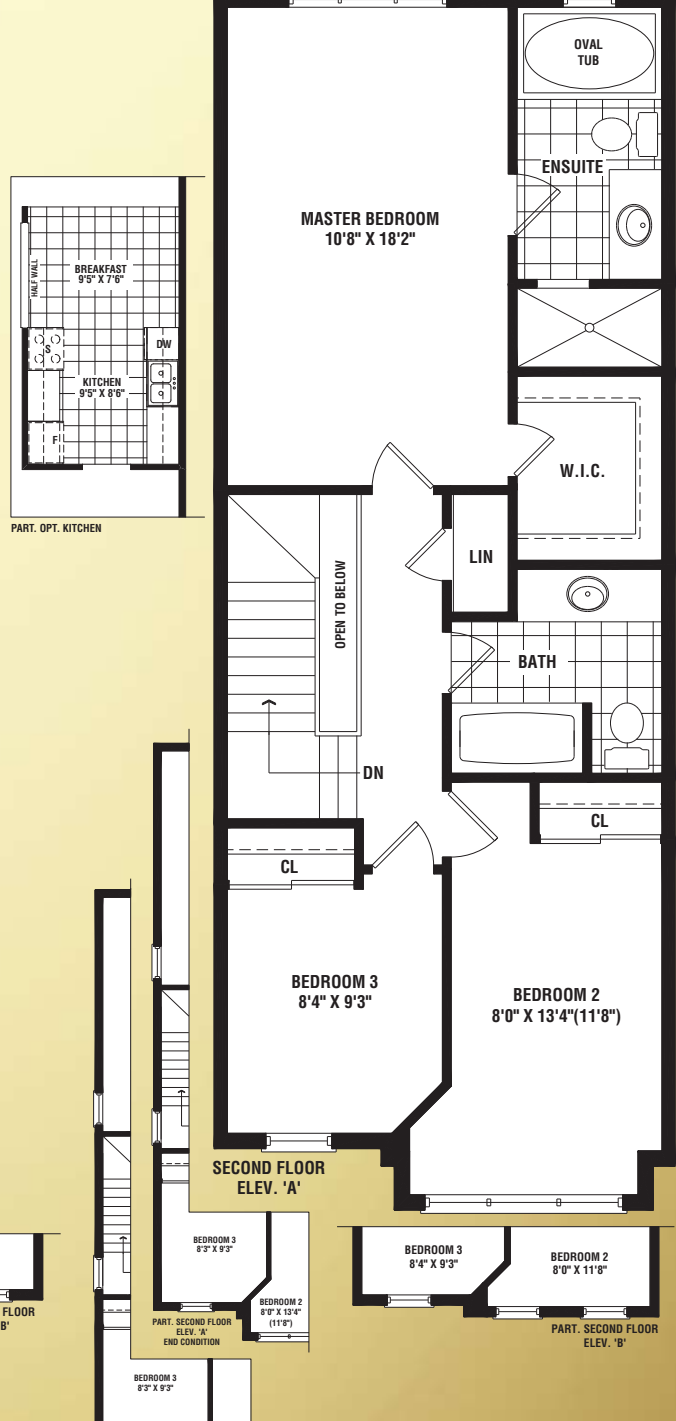 OVAL
TUB
ENSUITE
MASTER BEDROOM
10'8" X 18'2"
HALF WALL
BREAKFAST
9'5" X 7'6"
S
DW
KITCHEN
9'5" X 8'6"
F
PART. OPT. KITCHEN
W.I.C.
LIN
OPEN TO BELOW
BATH
DN
CL
CL
BEDROOM 3
8'4" X 9'3"
BEDROOM 2
8'0" X 13'4"(11'8")
SECOND FLOOR
ELEV. 'A'
BEDROOM 3
8'3" X 9'3"
BEDROOM 2
8'0" X 13'4"
(11'8")
PART. SECOND FLOOR
ELEV. 'A'
END CONDITION
BEDROOM 3
8'4" X 9'3"
BEDROOM 2
8'0" X 11'8"
PART. SECOND FLOOR
ELEV. 'B'
FLOOR
B'
BEDROOM 3
8'3" X 9'3"